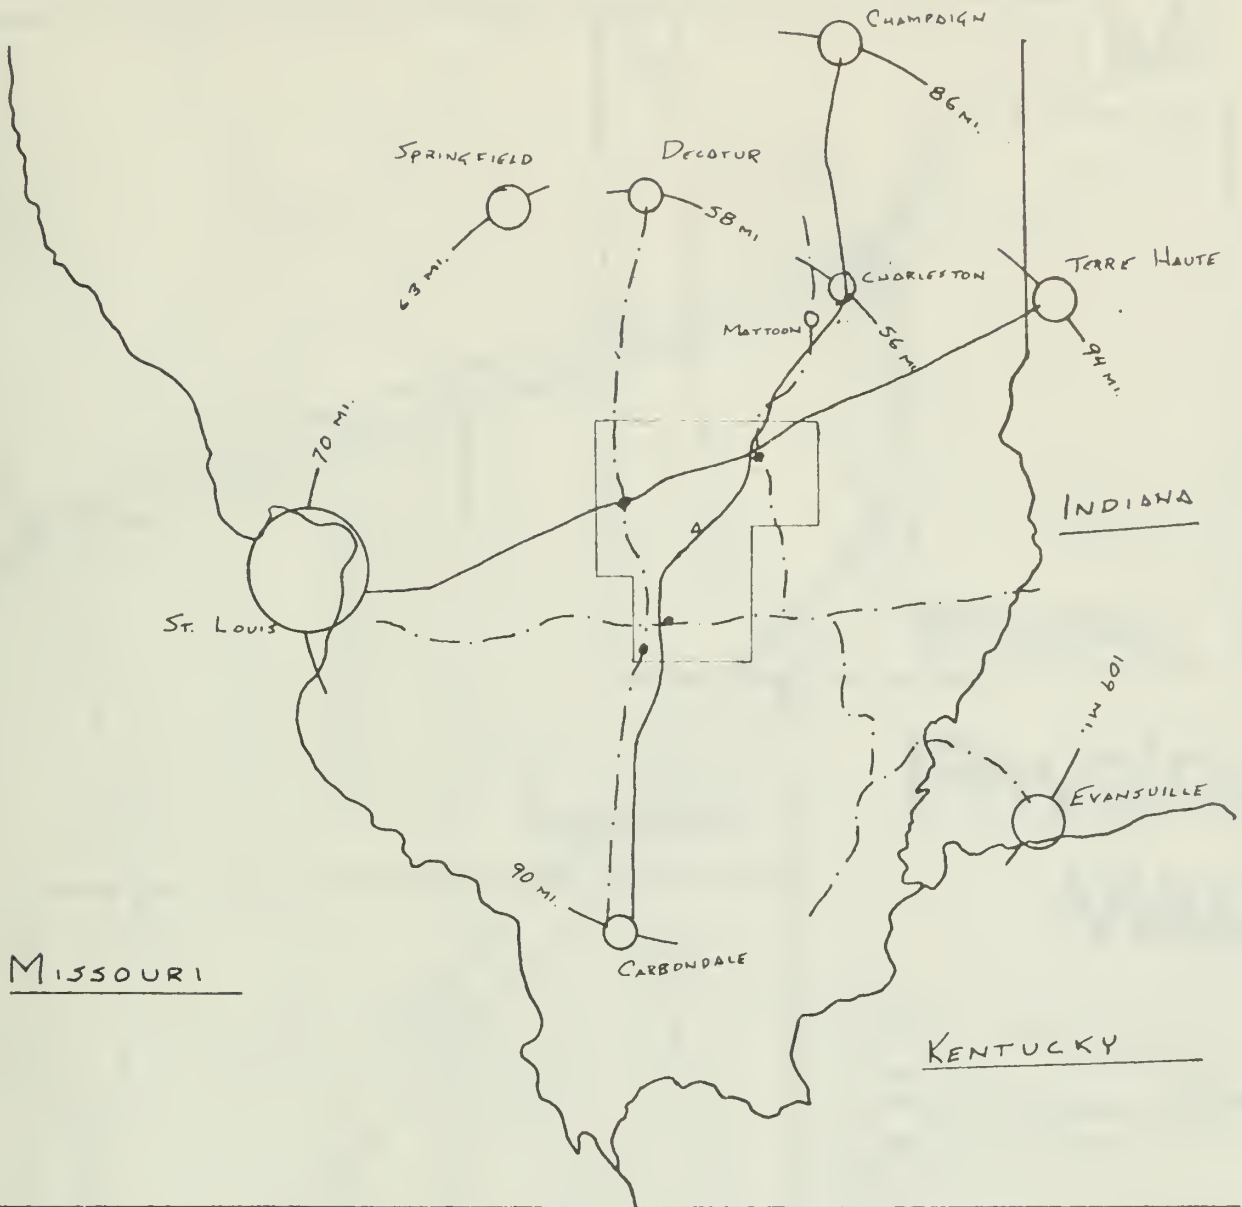 CHAMPAIGN
86 MI.
SPRINGFIELD
DECATUR
58 MI
63 MI.
CHARLESTON
TERRE HAUTE
MATTOON
56 MI.
94 MI.
70 MI.
INDIANA
ST. LOUIS
109 MI.
EVANSVILLE
90 MI.
CARBONDALE
MISSOURI
KENTUCKY